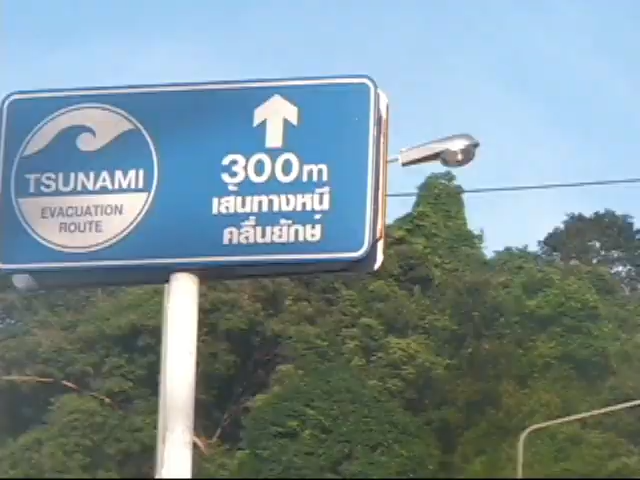 TSUNAMI
EVACUATION
ROUTE
300m
เส้นทางหนี
คลื่นยักษ์